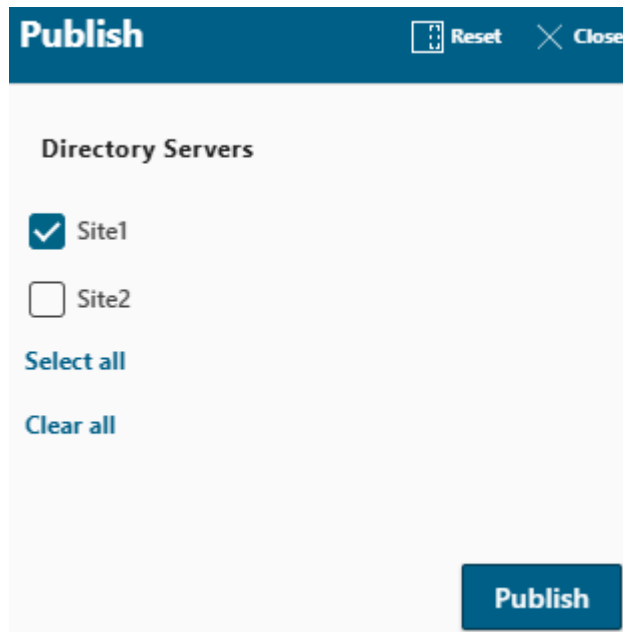 Publish Reset Close
Directory Servers
Site1
Site2
Select all
Clear all
Publish